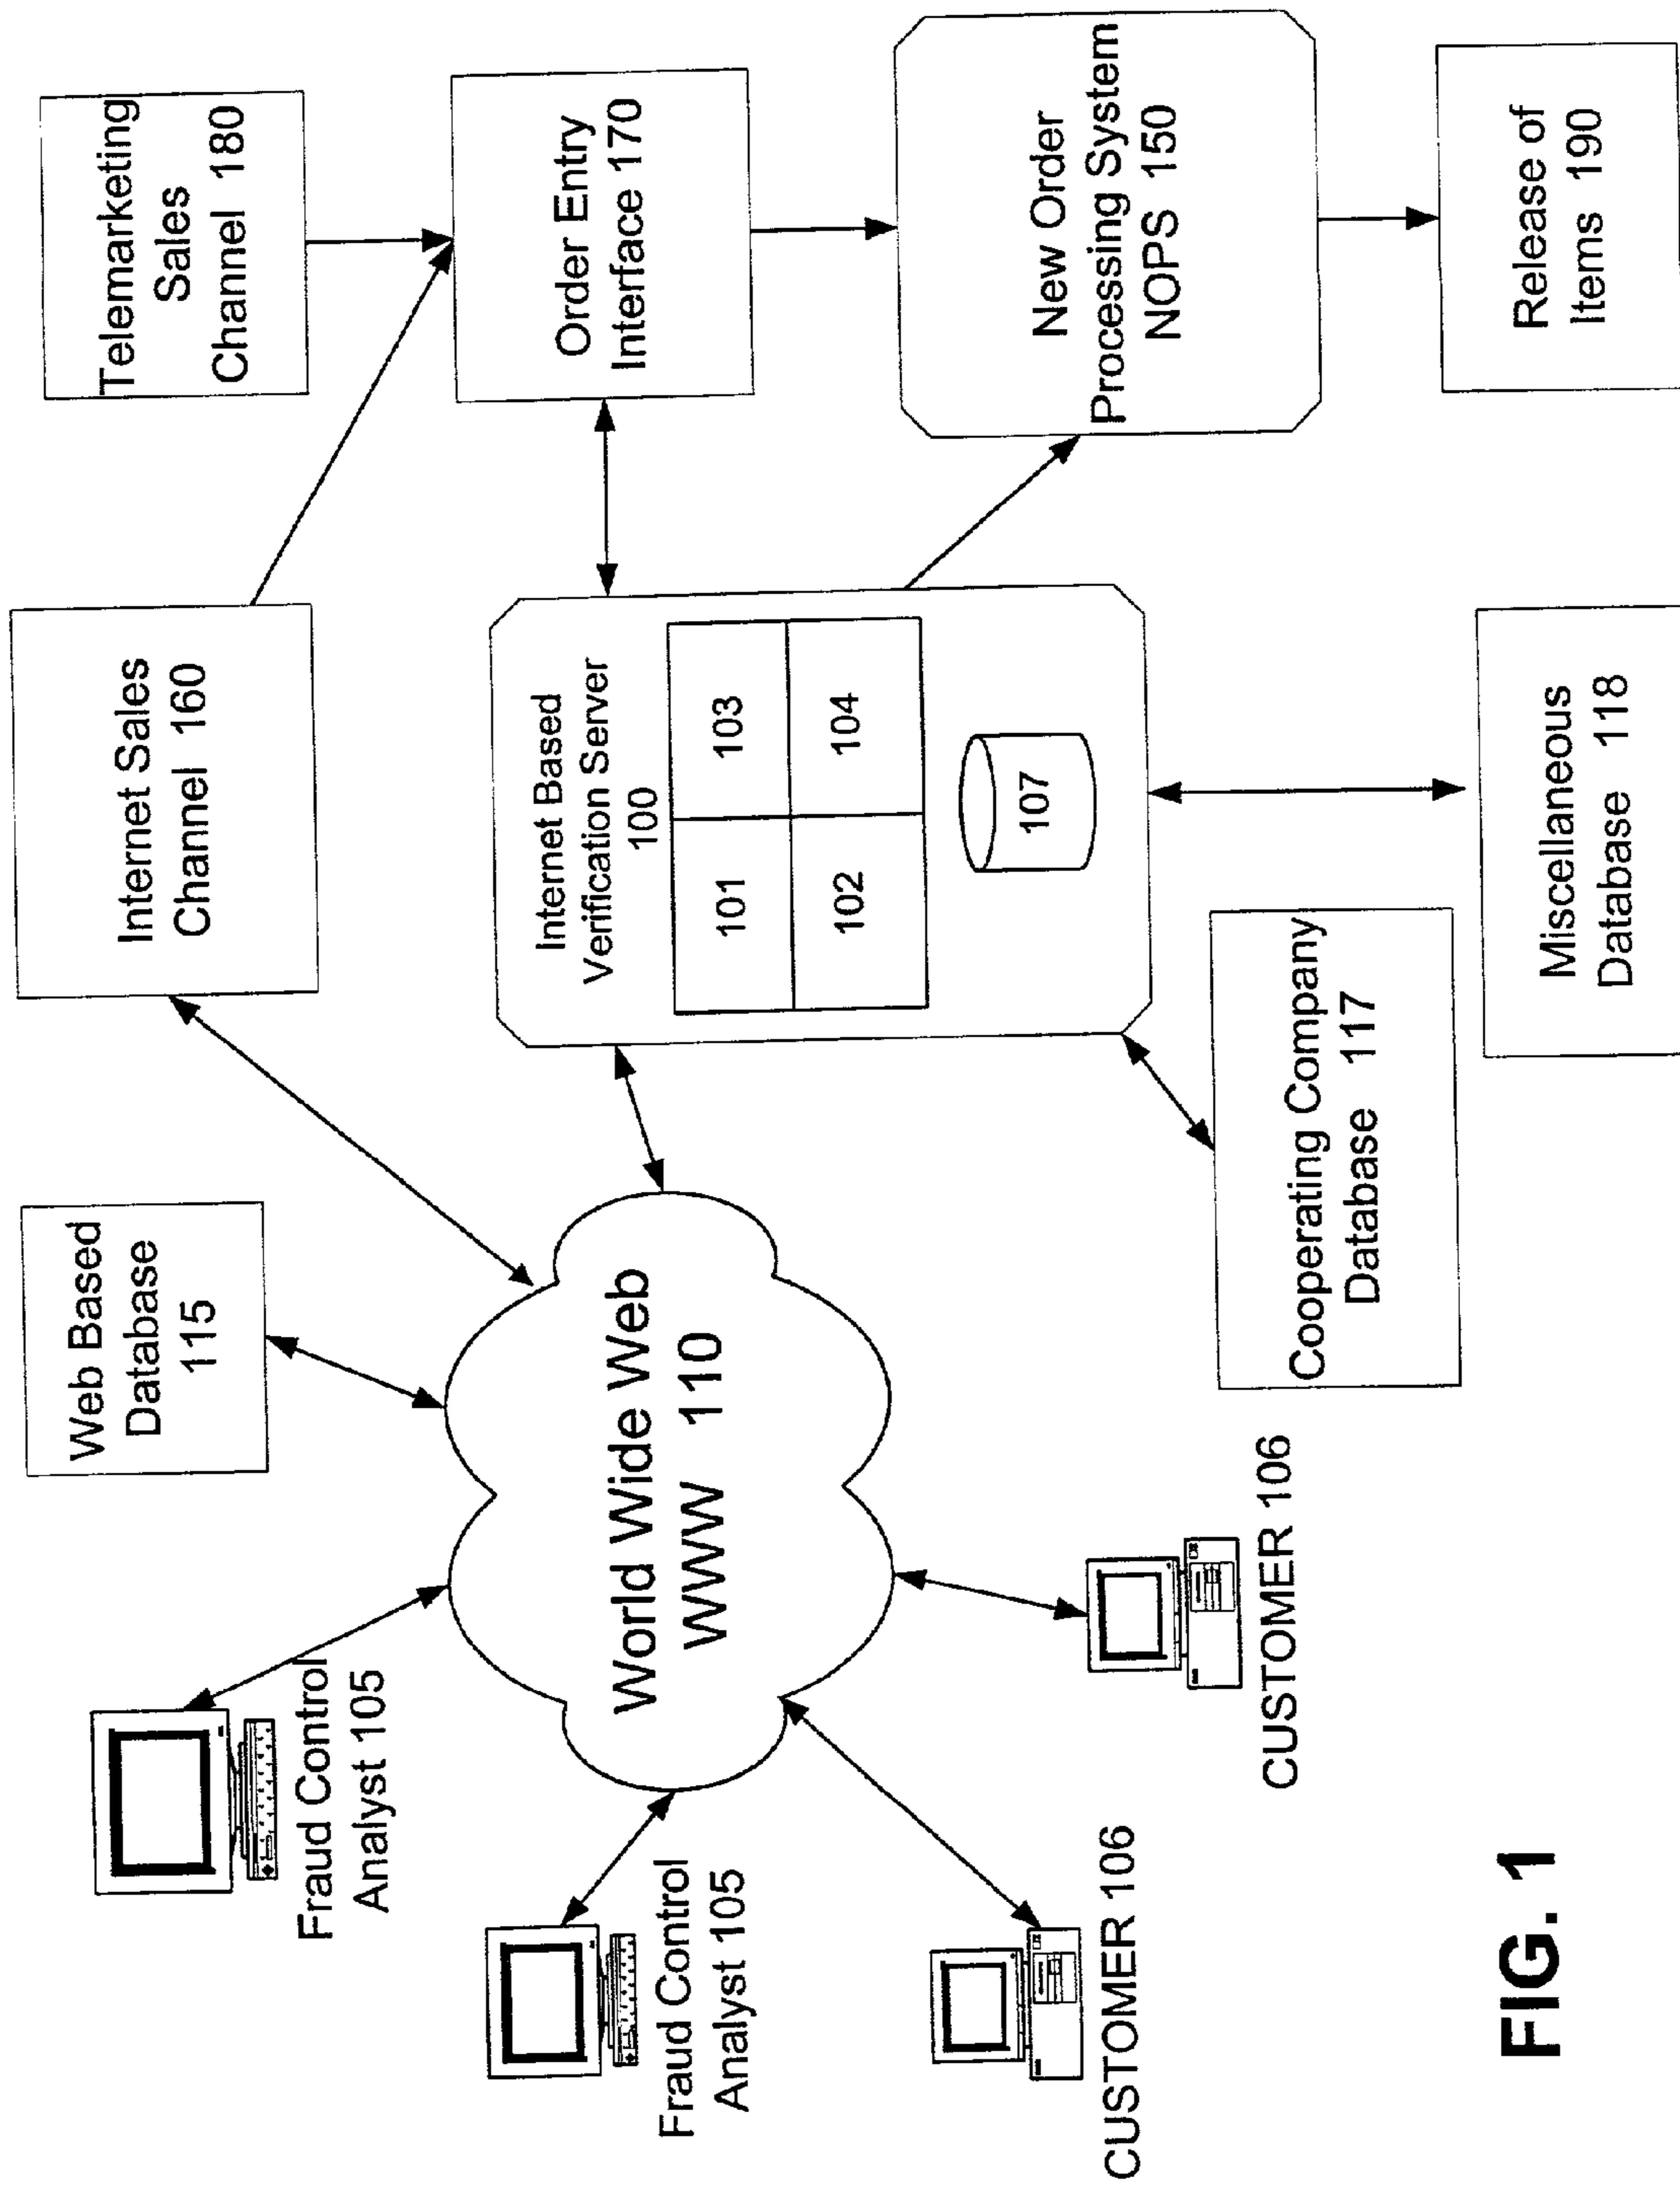 Fraud Control
Analyst 105
Web Based
Database
115
Internet Sales
Channel 160
Telemarketing
Sales
Channel 180
Fraud Control
Analyst 105
World Wide Web
WWW 110
Internet Based
Verification Server
100
101
103
102
104
107
Order Entry
Interface 170
New Order
Processing System
NOPS 150
CUSTOMER 106
CUSTOMER 106
Cooperating Company
Database 117
Miscellaneous
Database 118
Release of
Items 190
FIG. 1